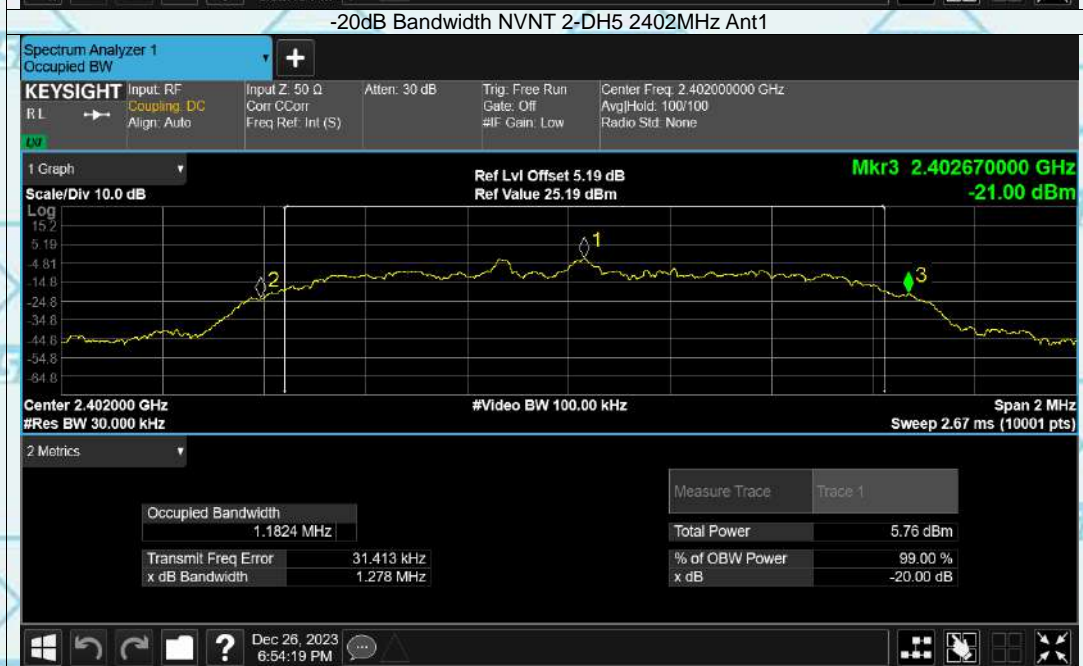 -20dB Bandwidth NVNT 2-DH5 2402MHz Ant1
Spectrum Analyzer 1
Occupied BW
+
KEYSIGHT
RL
LXI
Input: RF
Coupling: DC
Align: Auto
Input Z: 50 Ω
Corr CCorr
Freq Ref: Int (S)
Atten: 30 dB
Trig: Free Run
Gate: Off
#IF Gain: Low
Center Freq: 2.402000000 GHz
Avg|Hold: 100/100
Radio Std: None
1 Graph
Scale/Div 10.0 dB
Ref Lvl Offset 5.19 dB
Ref Value 25.19 dBm
Mkr3 2.402670000 GHz
-21.00 dBm
Log
15.2
5.19
-4.81
-14.8
-24.8
-34.8
-44.8
-54.8
-64.8
1
2
3
Center 2.402000 GHz
#Res BW 30.000 kHz
#Video BW 100.00 kHz
Span 2 MHz
Sweep 2.67 ms (10001 pts)
2 Metrics
Measure Trace Trace 1
Occupied Bandwidth
1.1824 MHz
Total Power 5.76 dBm
Transmit Freq Error 31.413 kHz
% of OBW Power 99.00 %
x dB Bandwidth 1.278 MHz
x dB -20.00 dB
?
Dec 26, 2023
6:54:19 PM